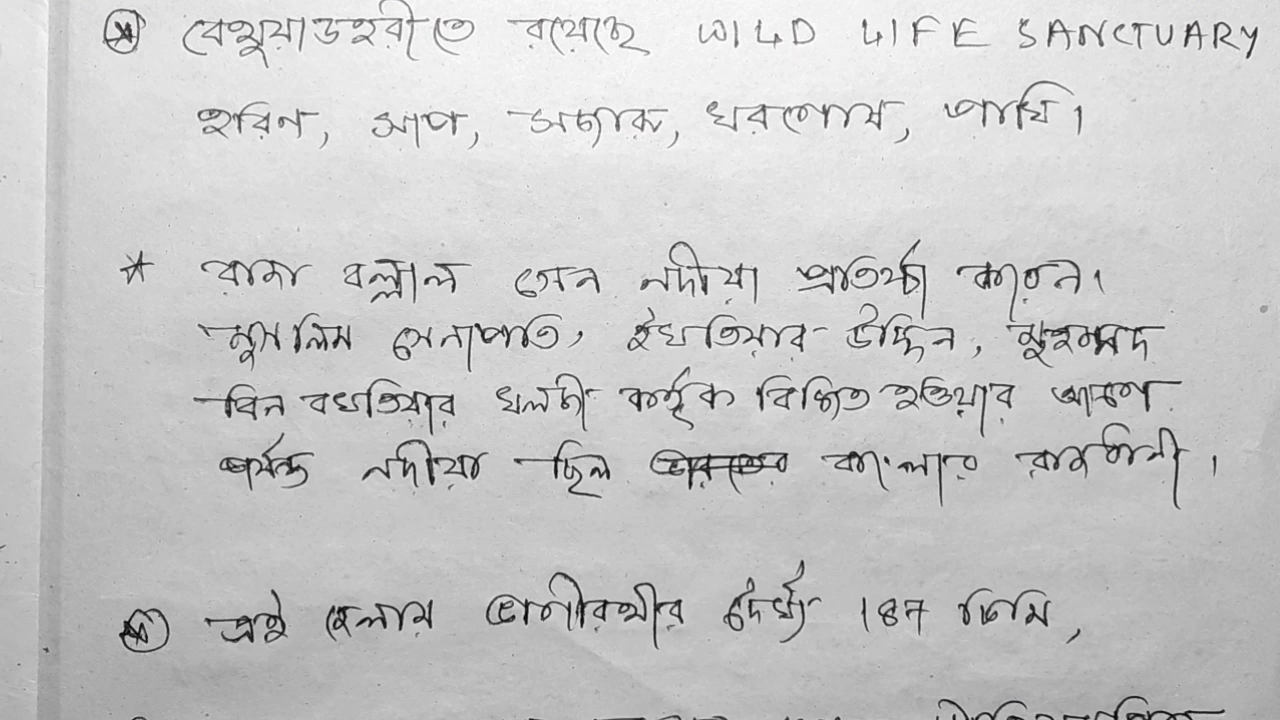 বেথুয়াডহরীতে রয়েছে WILD LIFE SANCTUARY
হরিন, সাপ, সজারু, খরগোস, পাখি।
রাজা বল্লাল সেন নদীয়া প্রতিষ্ঠা করেন।
মুসলিম সেনাপতি, ইখতিয়ার উদ্দিন, মুহম্মদ
বিন বখতিয়ার খলজী কর্তৃক বিজিত হওয়ার আগে
পর্যন্ত নদীয়া ছিল বাংলার রাজধানী।
এই জেলায় ভাগীরথীর দৈর্ঘ্য 187 কিমি,